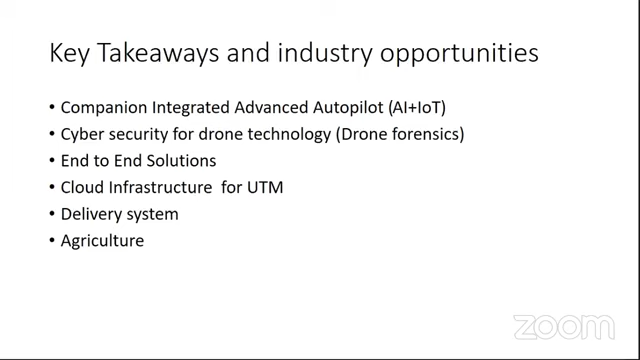 Key Takeaways and industry opportunities
• Companion Integrated Advanced Autopilot (AI+IoT)
• Cyber security for drone technology (Drone forensics)
• End to End Solutions
• Cloud Infrastructure for UTM
• Delivery system
• Agriculture
zoom